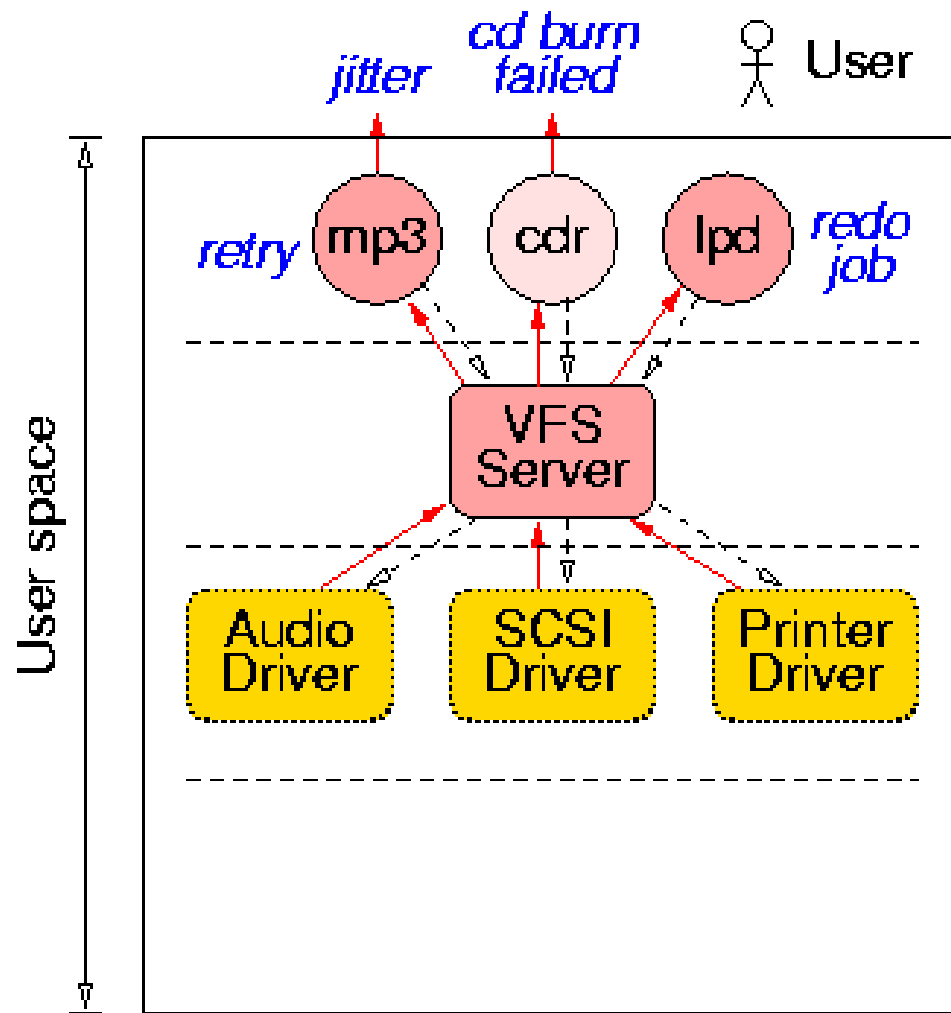 jitter
cd burn
failed
User
retry
mp3
cdr
lpd
redo
job
VFS
Server
User space
Audio
Driver
SCSI
Driver
Printer
Driver